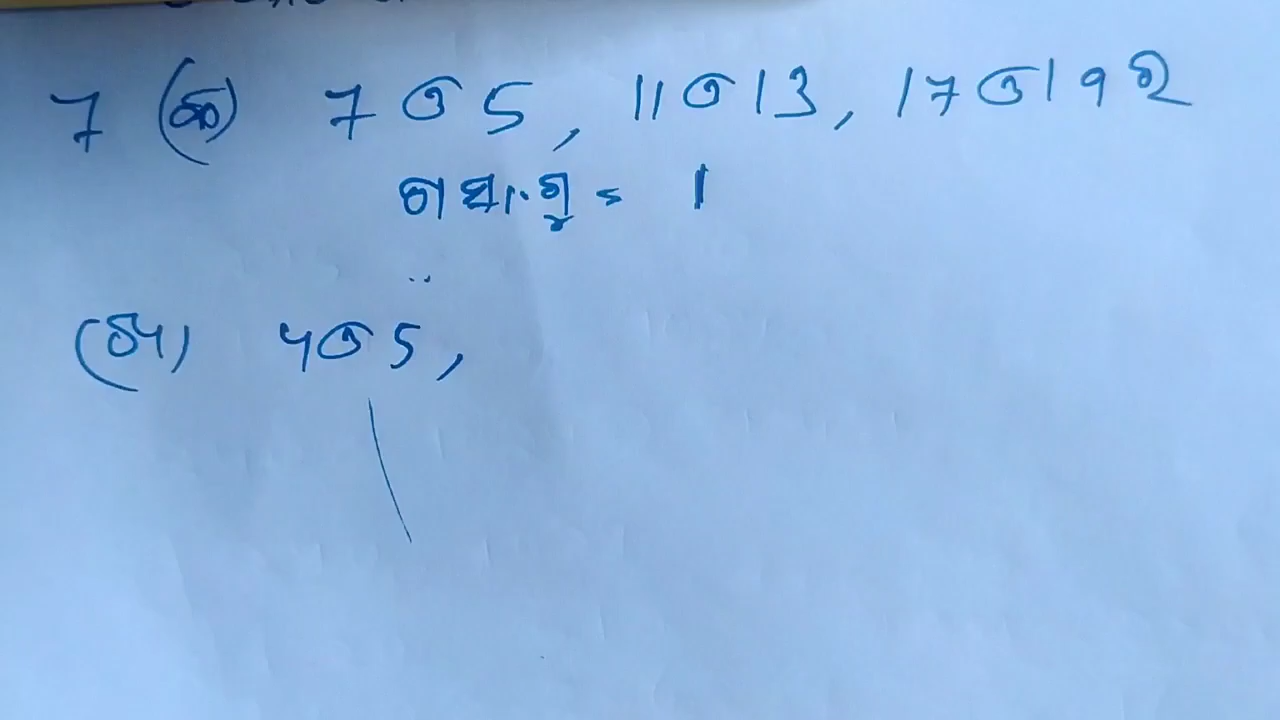 7 (କ) 7 ଓ 5, 11 ଓ 13, 17 ଓ 19 ର
ଗ.ସା.ଗୁ = 1
(ଖ) 4 ଓ 5,